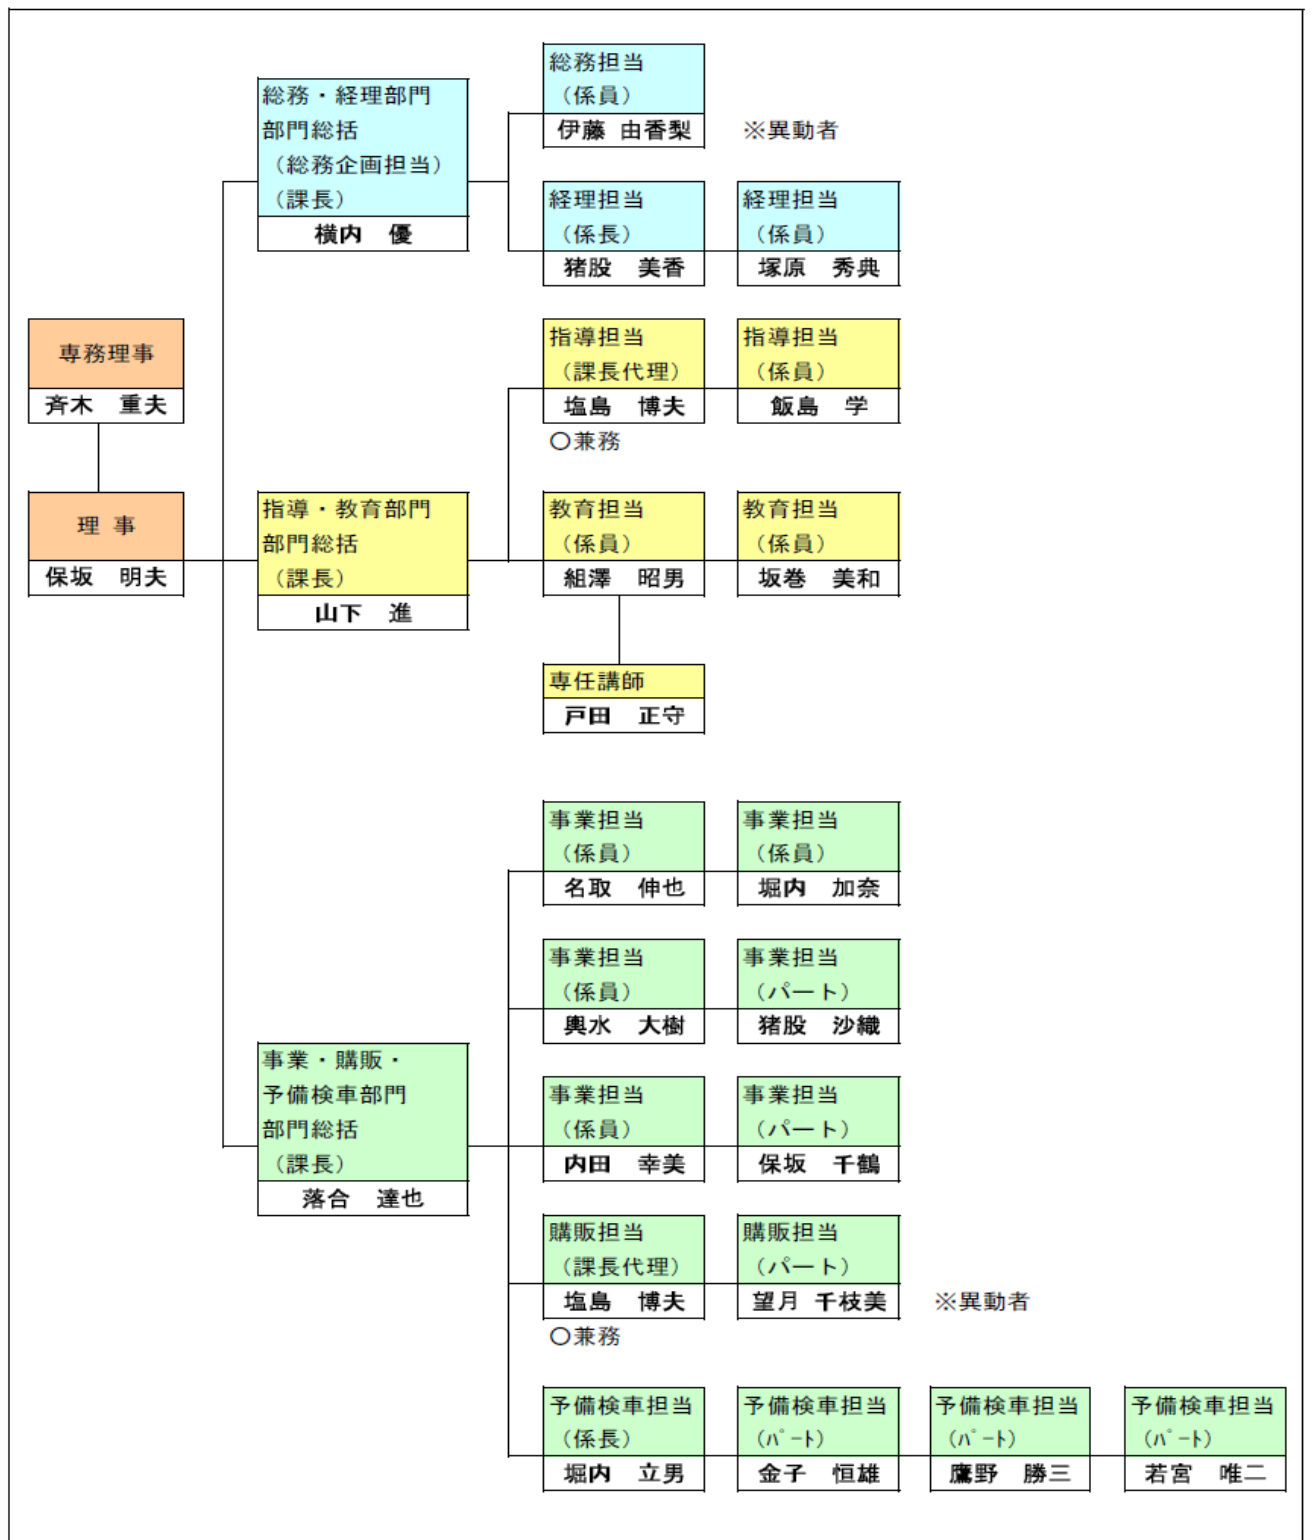 総務・経理部門
部門総括
（総務企画担当）
（課長）
横内　優
総務担当
（係員）
伊藤 由香梨　※異動者
経理担当
（係長）
猪股　美香
経理担当
（係員）
塚原　秀典
専務理事
斉木　重夫
理 事
保坂　明夫
指導・教育部門
部門総括
（課長）
山下　進
指導担当
（課長代理）
塩島　博夫
〇兼務
指導担当
（係員）
飯島　学
教育担当
（係員）
組澤　昭男
教育担当
（係員）
坂巻　美和
専任講師
戸田　正守
事業・購販・
予備検車部門
部門総括
（課長）
落合　達也
事業担当
（係員）
名取　伸也
事業担当
（係員）
堀内　加奈
事業担当
（係員）
輿水　大樹
事業担当
（パート）
猪股　沙織
事業担当
（係員）
内田　幸美
事業担当
（パート）
保坂　千鶴
購販担当
（課長代理）
塩島　博夫
〇兼務
購販担当
（パート）
望月 千枝美　※異動者
予備検車担当
（係長）
堀内　立男
予備検車担当
（ﾊﾟｰﾄ）
金子　恒雄
予備検車担当
（ﾊﾟｰﾄ）
鷹野　勝三
予備検車担当
（ﾊﾟｰﾄ）
若宮　唯二